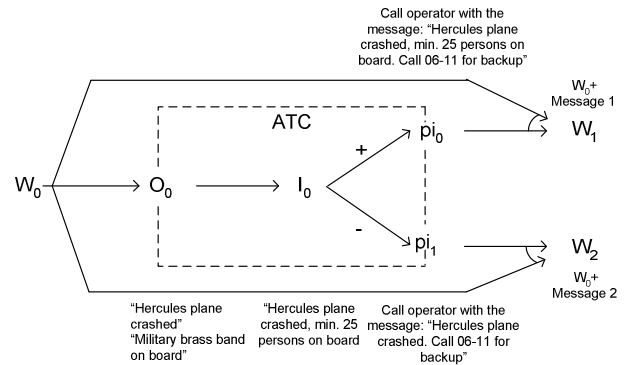 Call operator with the
message: “Hercules plane
crashed, min. 25 persons on
board. Call 06-11 for backup”
W0+
Message 1
ATC
+
pi0
W1
W0
O0
I0
-
pi1
W2
W0+
Message 2
“Hercules plane
crashed”
“Military brass band
on board”
“Hercules plane
crashed, min. 25
persons on board
Call operator with the
message: “Hercules plane
crashed. Call 06-11 for
backup”